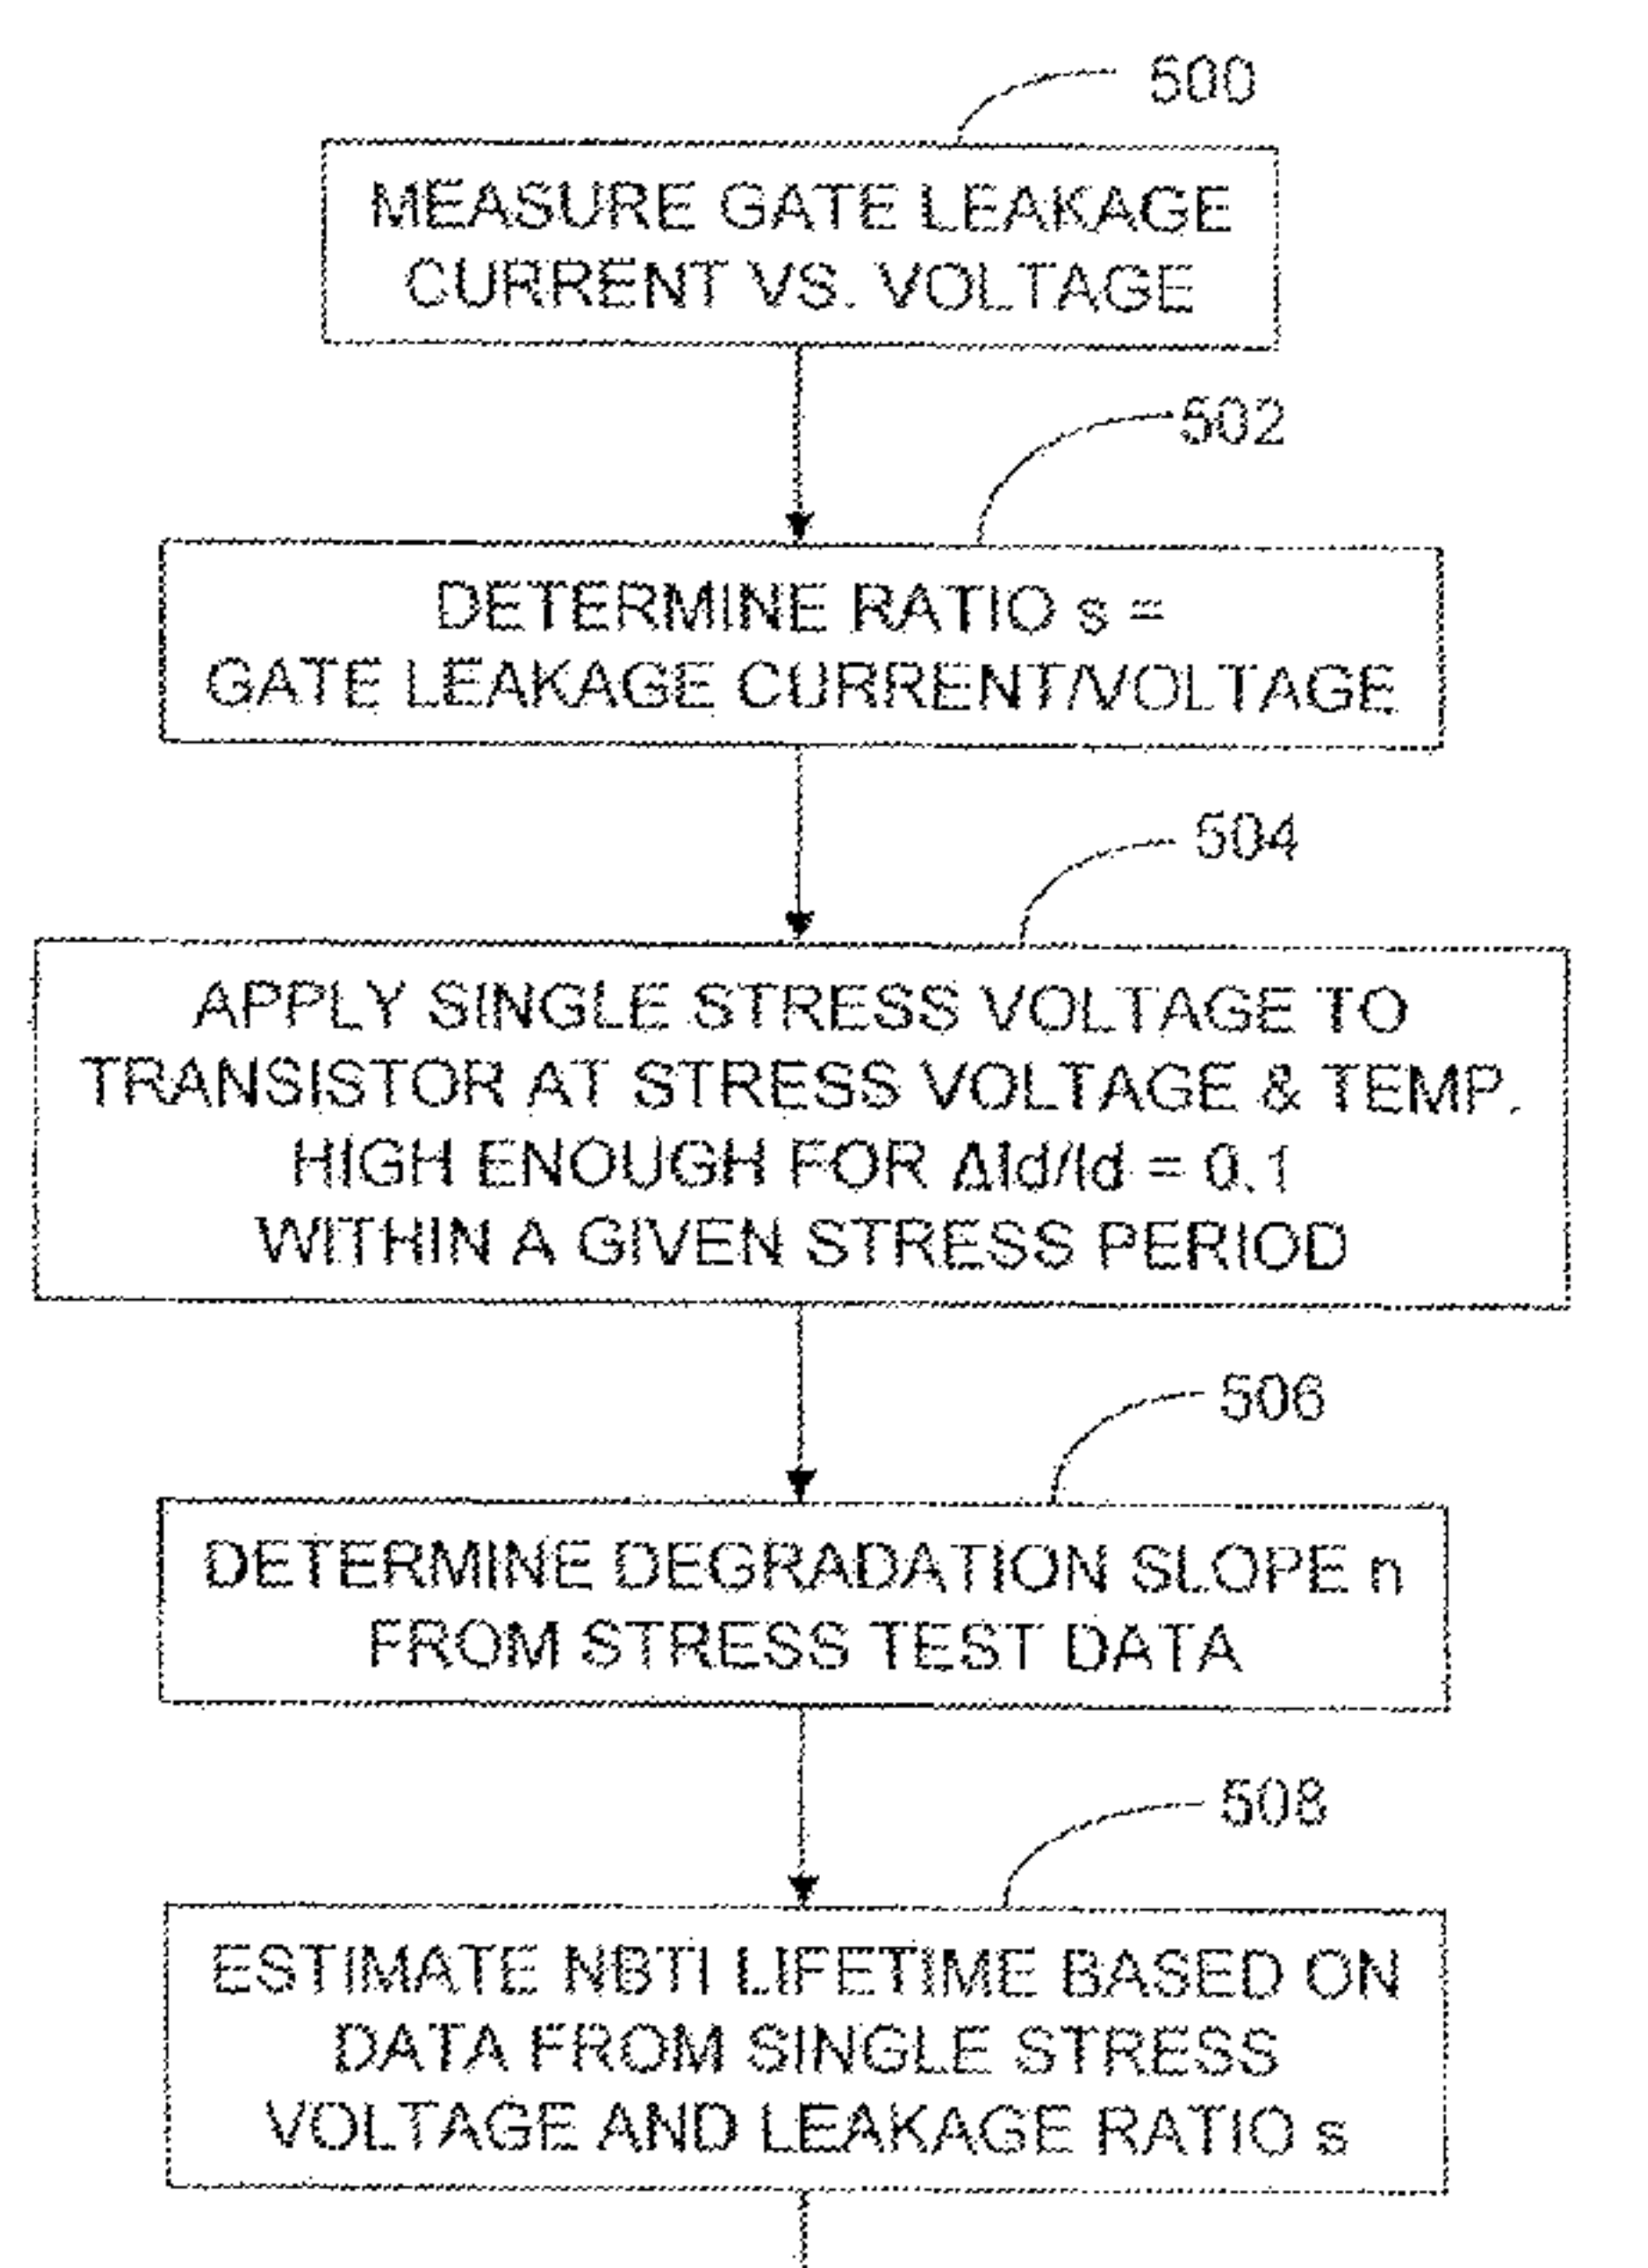 500
MEASURE GATE LEAKAGE
CURRENT VS. VOLTAGE
502
DETERMINE RATIO s =
GATE LEAKAGE CURRENT/VOLTAGE
504
APPLY SINGLE STRESS VOLTAGE TO
TRANSISTOR AT STRESS VOLTAGE & TEMP.
HIGH ENOUGH FOR ΔId/Id = 0.1
WITHIN A GIVEN STRESS PERIOD
506
DETERMINE DEGRADATION SLOPE n
FROM STRESS TEST DATA
508
ESTIMATE NBTI LIFETIME BASED ON
DATA FROM SINGLE STRESS
VOLTAGE AND LEAKAGE RATIO s